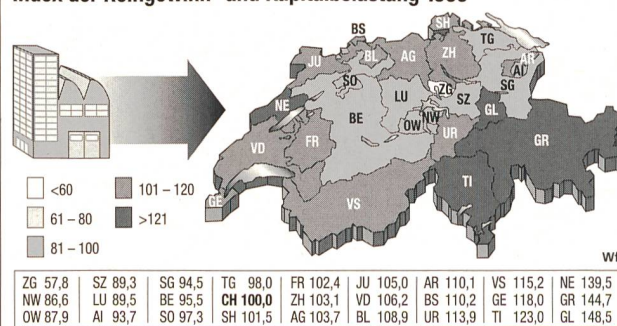 BS
SH
TG
JU
BL
AG
ZH
AR
AI
SO
ZG
SG
NE
LU
SZ
BE
NW
GL
OW
VD
FR
UR
GR
GE
VS
TI
<60
101 – 120
61 – 80
>121
81 – 100
ZG 57,8 SZ 89,3 SG 94,5 TG 98,0 FR 102,4 JU 105,0 AR 110,1 VS 115,2 NE 139,5
NW 86,6 LU 89,5 BE 95,5 CH 100,0 ZH 103,1 VD 106,2 BS 110,2 GE 118,0 GR 144,7
OW 87,9 AI 93,7 SO 97,3 SH 101,5 AG 103,7 BL 108,9 UR 113,9 TI 123,0 GL 148,5